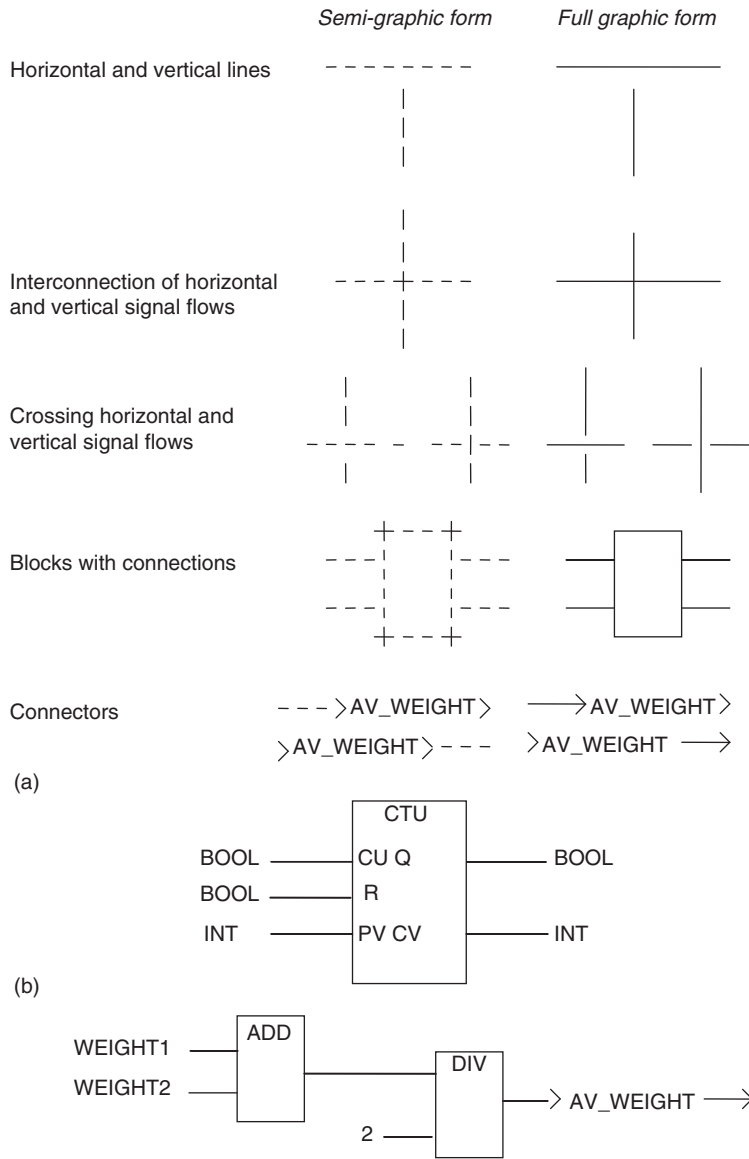 Semi-graphic form Full graphic form
Horizontal and vertical lines
Interconnection of horizontal
and vertical signal flows
Crossing horizontal and
vertical signal flows
Blocks with connections
Connectors
AV_WEIGHT AV_WEIGHT
AV_WEIGHT AV_WEIGHT
(a)
CTU
BOOL CU Q BOOL
BOOL R
INT PV CV INT
(b)
ADD
WEIGHT1
DIV
WEIGHT2
AV_WEIGHT
2